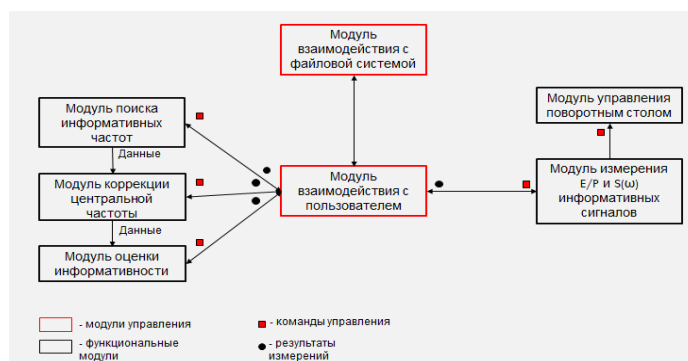 Модуль
взаимодействия с
файловой системой
Модуль поиска
информативных
частот
Данные
Модуль коррекции
центральной
частоты
Данные
Модуль оценки
информативности
Модуль
взаимодействия с
пользователем
Модуль управления
поворотным столом
Модуль измерения
E/P и S(ω)
информативных
сигналов
- модули управления
- функциональные
модули
- команды управления
- результаты
измерений